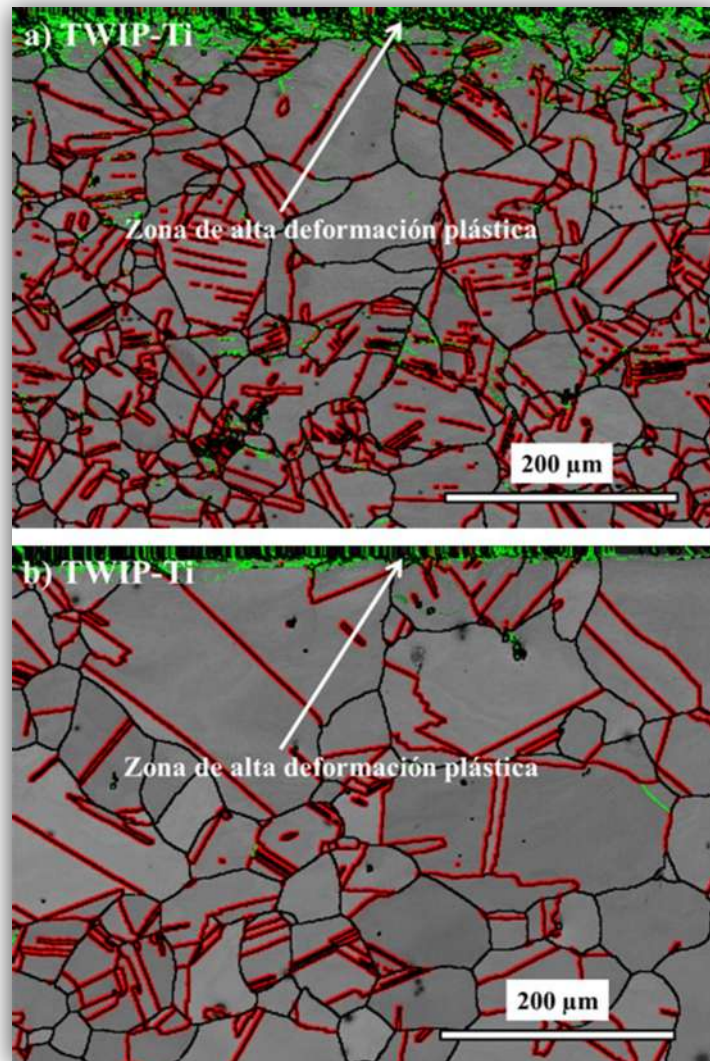 a) TWIP-Ti
Zona de alta deformación plástica
200 µm
b) TWIP-Ti
Zona de alta deformación plástica
200 µm